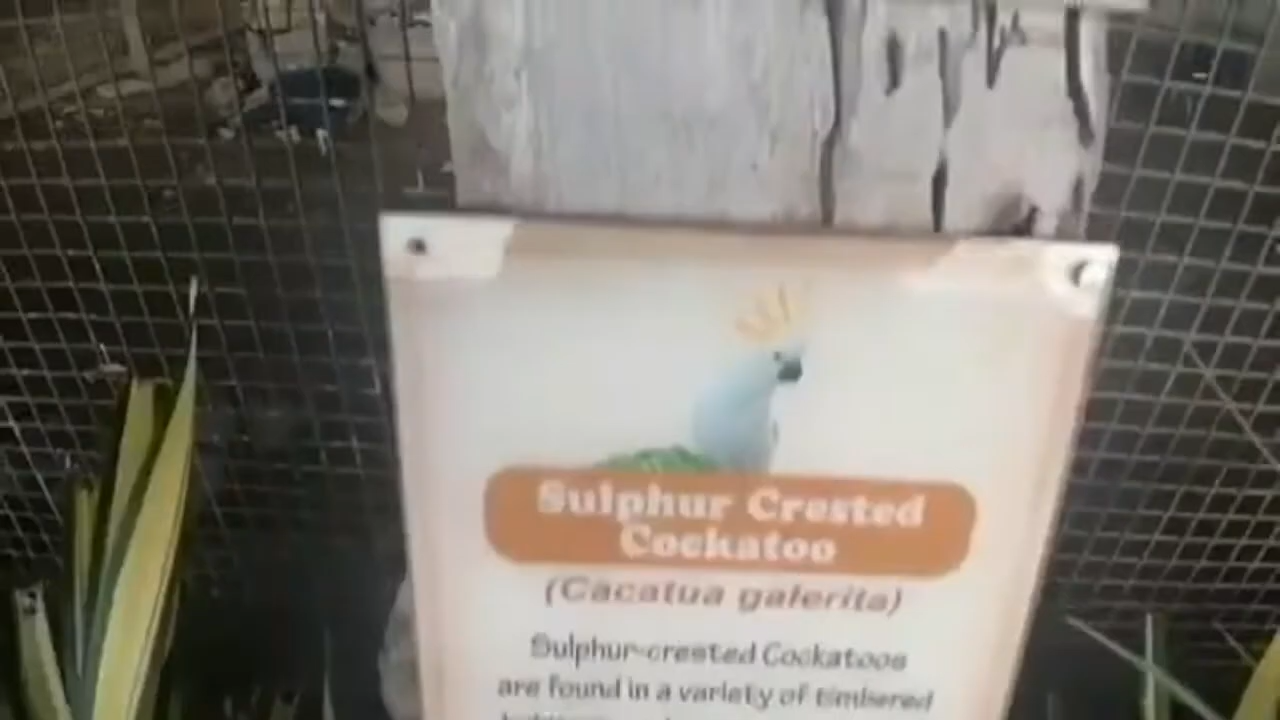 Sulphur Crested
Cockatoo
(Cacatua galerita)
Sulphur-crested Cockatoos
are found in a variety of timbered